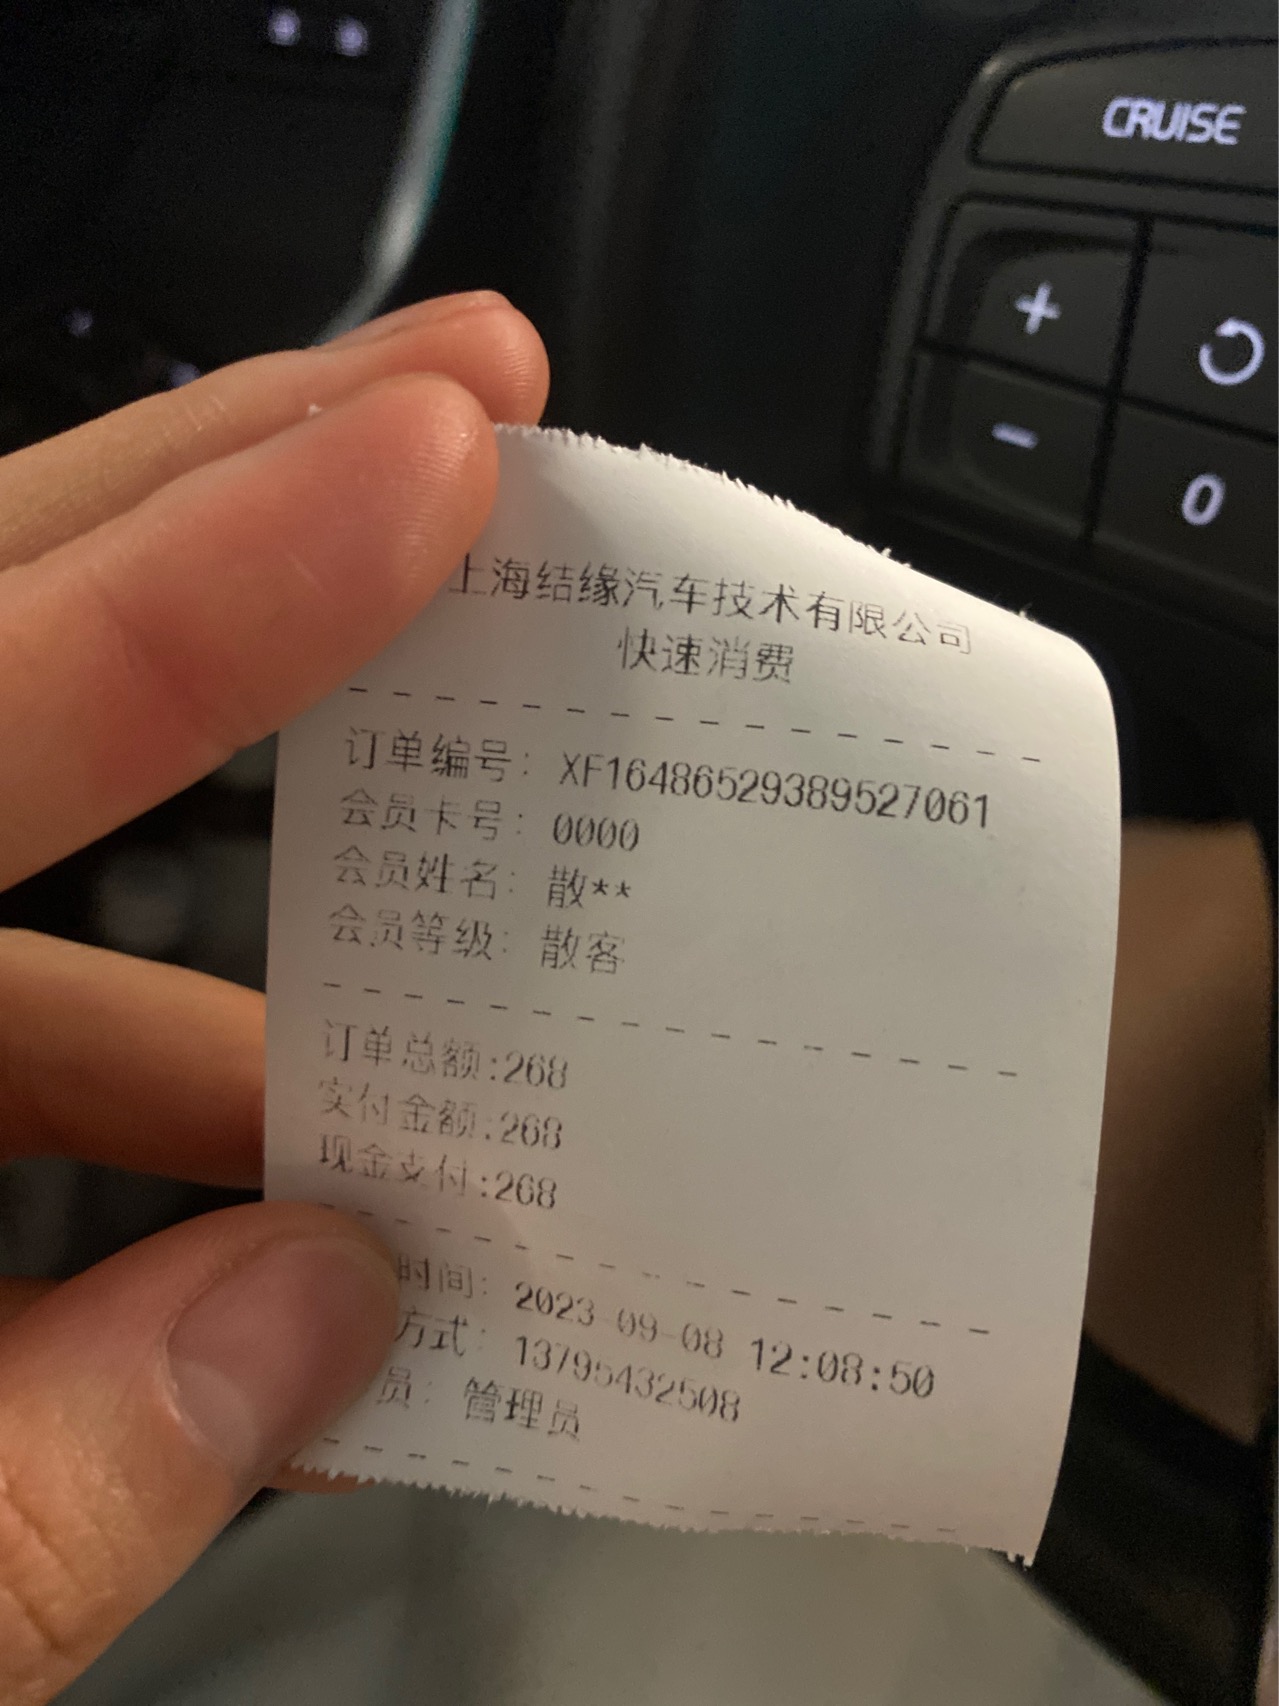 CRUISE
+
-
0
上海结缘汽车技术有限公司
快速消费
订单编号: XF16486529389527061
会员卡号: 0000
会员姓名: 散**
会员等级: 散客
订单总额:268
实付金额:268
现金支付:268
时间: 2023-09-08 12:08:50
方式: 13795432508
员: 管理员